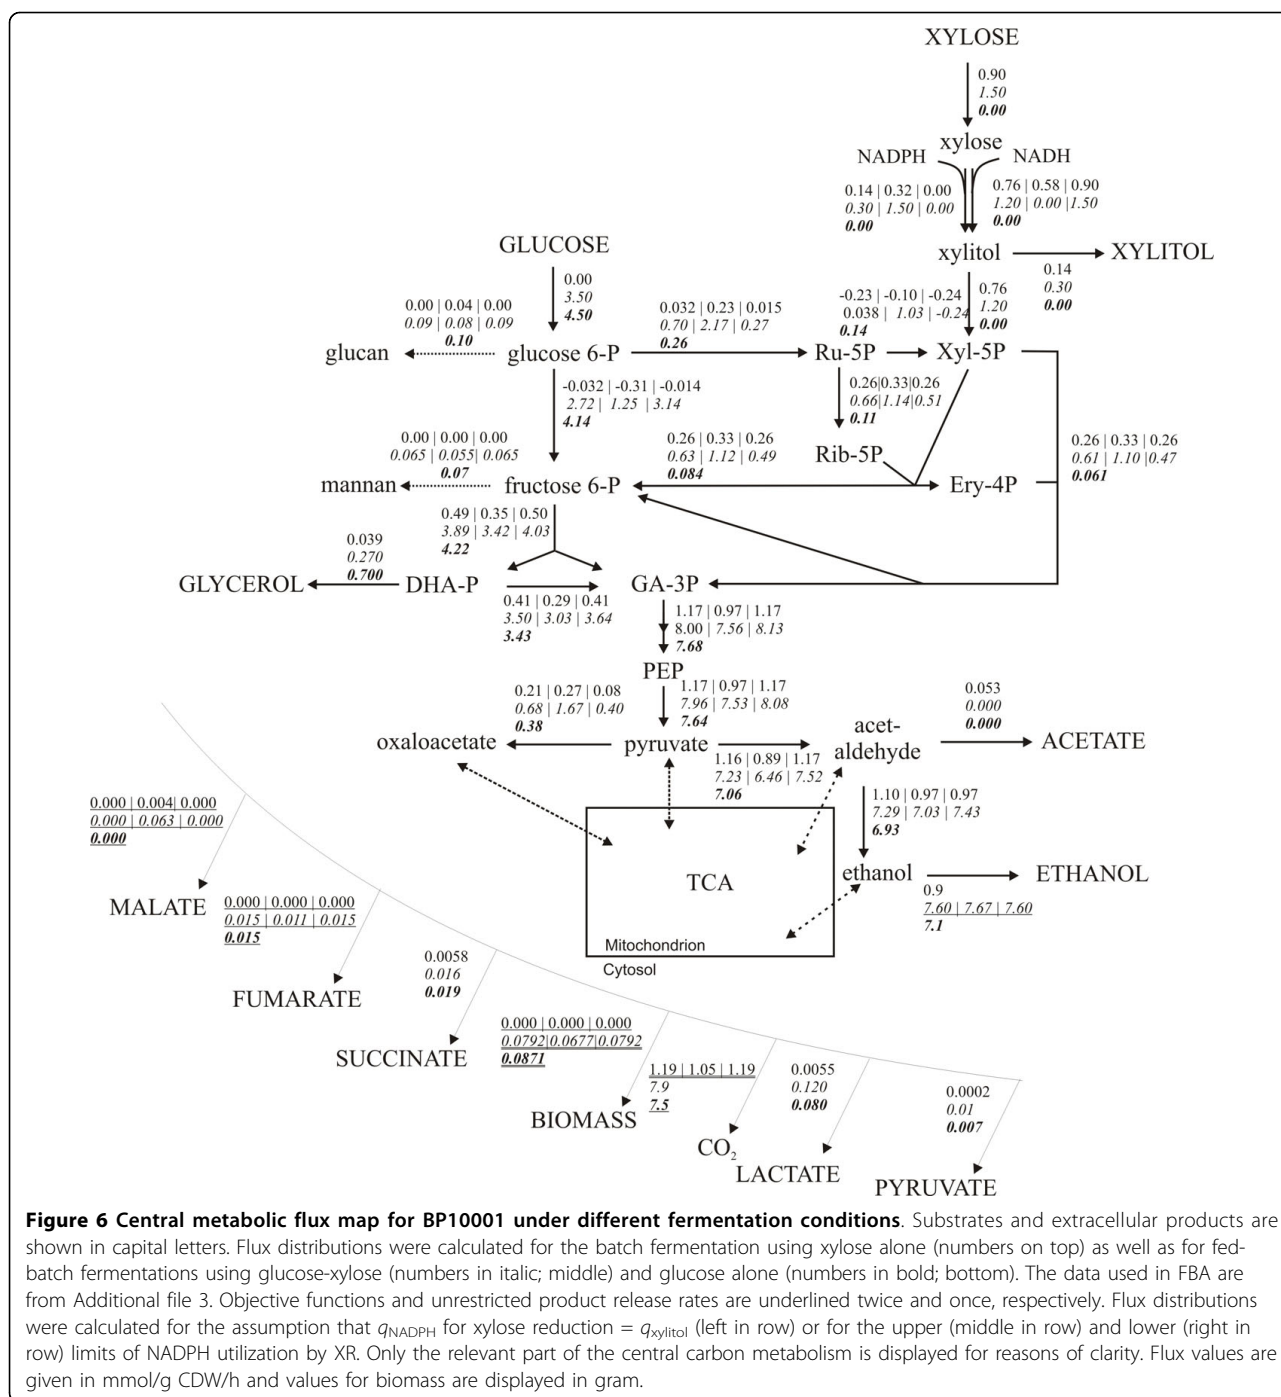 XYLOSE
0.90
1.50
0.00
xylose
NADPH
NADH
0.14 | 0.32 | 0.00
0.30 | 1.50 | 0.00
0.00
0.76 | 0.58 | 0.90
1.20 | 0.00 |1.50
0.00
xylitol
XYLITOL
0.14
0.30
0.00
GLUCOSE
0.00
3.50
4.50
-0.23 | -0.10 | -0.24
0.038 | 1.03 | -0.24
0.14
0.76
1.20
0.00
0.00 | 0.04 | 0.00
0.09 | 0.08 | 0.09
0.10
0.032 | 0.23 | 0.015
0.70 | 2.17 | 0.27
0.26
glucan
glucose 6-P
Ru-5P
Xyl-5P
-0.032 | -0.31 | -0.014
2.72 | 1.25 | 3.14
4.14
0.26|0.33|0.26
0.66|1.14|0.51
0.11
0.00 | 0.00 | 0.00
0.065 | 0.055| 0.065
0.07
0.26 | 0.33 | 0.26
0.63 | 1.12 | 0.49
0.084
Rib-5P
0.26 | 0.33 | 0.26
0.61 | 1.10 |0.47
0.061
mannan
fructose 6-P
Ery-4P
0.49 | 0.35 | 0.50
3.89 | 3.42 | 4.03
4.22
0.039
0.270
0.700
GLYCEROL
DHA-P
GA-3P
0.41 | 0.29 | 0.41
3.50 | 3.03 | 3.64
3.43
1.17 | 0.97 | 1.17
8.00 | 7.56 | 8.13
7.68
PEP
0.21 | 0.27 | 0.08
0.68 | 1.67 | 0.40
0.38
1.17 | 0.97 | 1.17
7.96 | 7.53 | 8.08
7.64
0.053
0.000
0.000
oxaloacetate
pyruvate
acet-
aldehyde
ACETATE
1.16 | 0.89 | 1.17
7.23 | 6.46 | 7.52
7.06
1.10 | 0.97 | 0.97
7.29 | 7.03 | 7.43
6.93
0.000 | 0.004| 0.000
0.000 | 0.063 | 0.000
0.000
TCA
ethanol
ETHANOL
0.9
7.60 | 7.67 | 7.60
7.1
MALATE
0.000 | 0.000 | 0.000
0.015 | 0.011 | 0.015
0.015
Mitochondrion
Cytosol
FUMARATE
0.0058
0.016
0.019
SUCCINATE
0.000 | 0.000 | 0.000
0.0792|0.0677|0.0792
0.0871
BIOMASS
1.19 | 1.05 | 1.19
7.9
7.5
CO2
0.0055
0.120
0.080
LACTATE
0.0002
0.01
0.007
PYRUVATE
Figure 6 Central metabolic flux map for BP10001 under different fermentation conditions. Substrates and extracellular products are
shown in capital letters. Flux distributions were calculated for the batch fermentation using xylose alone (numbers on top) as well as for fed-
batch fermentations using glucose-xylose (numbers in italic; middle) and glucose alone (numbers in bold; bottom). The data used in FBA are
from Additional file 3. Objective functions and unrestricted product release rates are underlined twice and once, respectively. Flux distributions
were calculated for the assumption that qNADPH for xylose reduction = qxylitol (left in row) or for the upper (middle in row) and lower (right in
row) limits of NADPH utilization by XR. Only the relevant part of the central carbon metabolism is displayed for reasons of clarity. Flux values are
given in mmol/g CDW/h and values for biomass are displayed in gram.